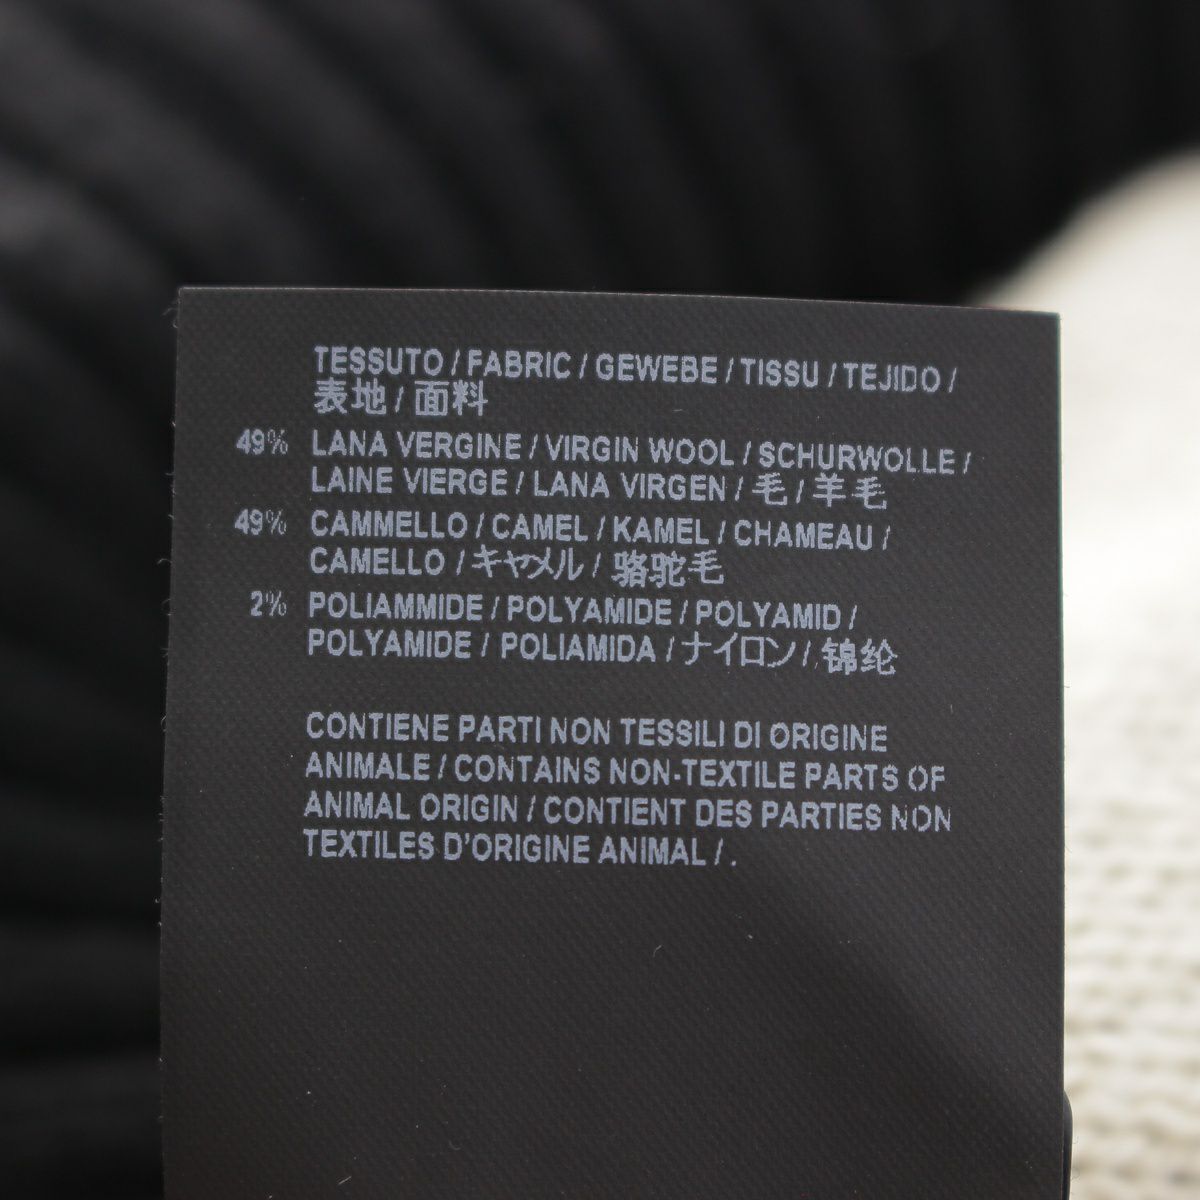 TESSUTO / FABRIC / GEWEBE / TISSU / TEJIDO /
表地 / 面料
49% LANA VERGINE / VIRGIN WOOL / SCHURWOLLE /
LAINE VIERGE / LANA VIRGEN / 毛 / 羊毛
49% CAMMELLO / CAMEL / KAMEL / CHAMEAU /
CAMELLO / キャメル / 骆驼毛
2% POLIAMMIDE / POLYAMIDE / POLYAMID /
POLYAMIDE / POLIAMIDA / ナイロン / 锦纶
CONTIENE PARTI NON TESSILI DI ORIGINE
ANIMALE / CONTAINS NON-TEXTILE PARTS OF
ANIMAL ORIGIN / CONTIENT DES PARTIES NON
TEXTILES D'ORIGINE ANIMAL / .